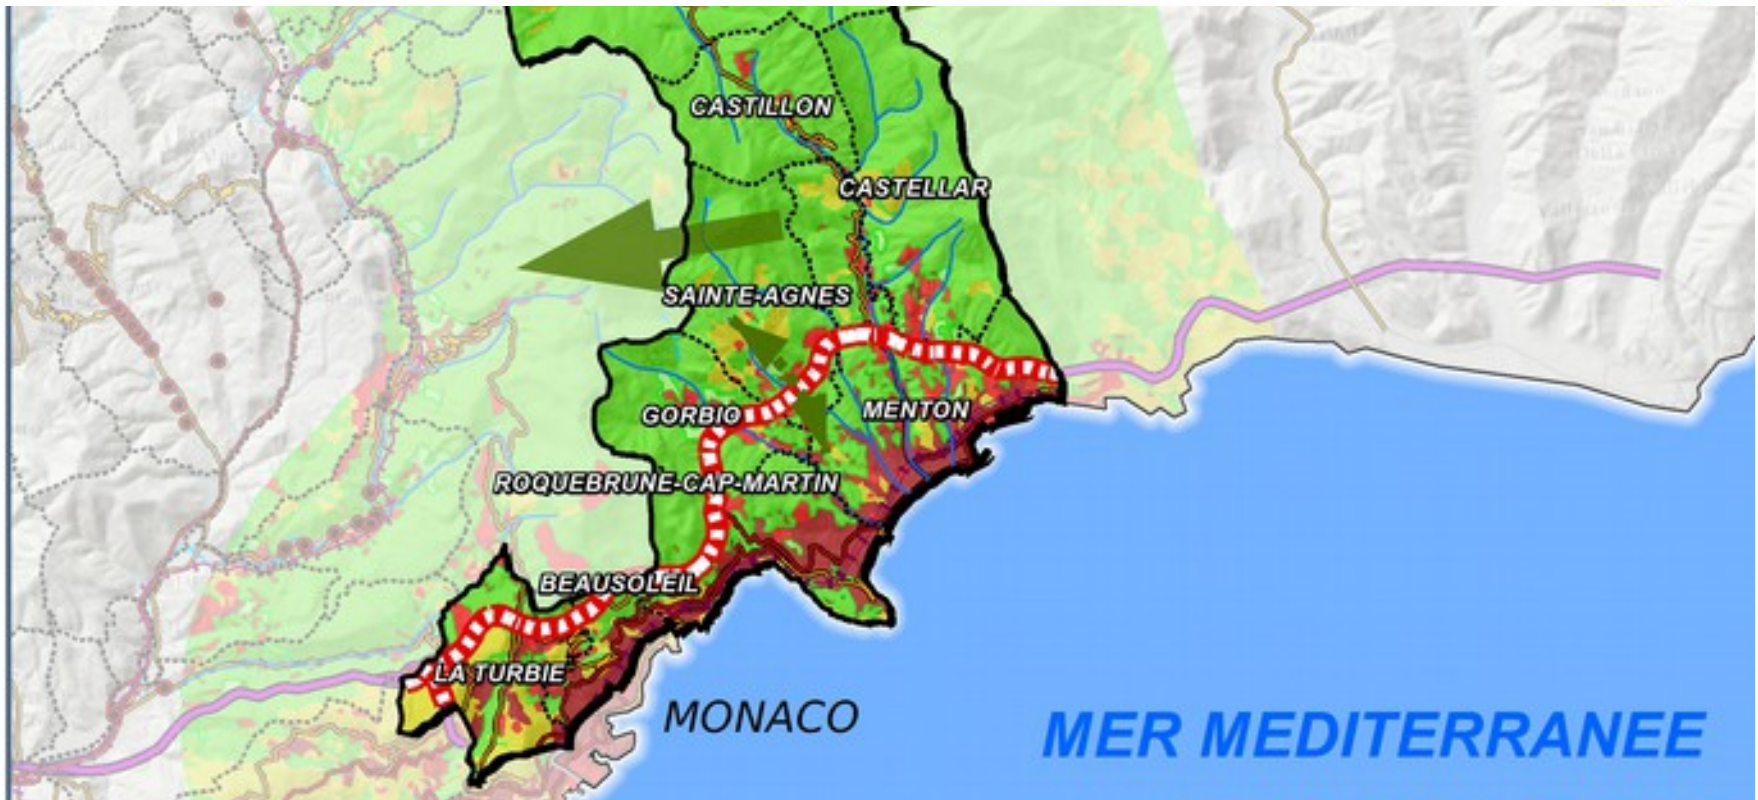 CASTILLON
CASTELLAR
SAINTE-AGNES
GORBIO
MENTON
ROQUEBRUNE-CAP-MARTIN
BEAUSOLEIL
LA TURBIE
MONACO
MER MEDITERRANEE